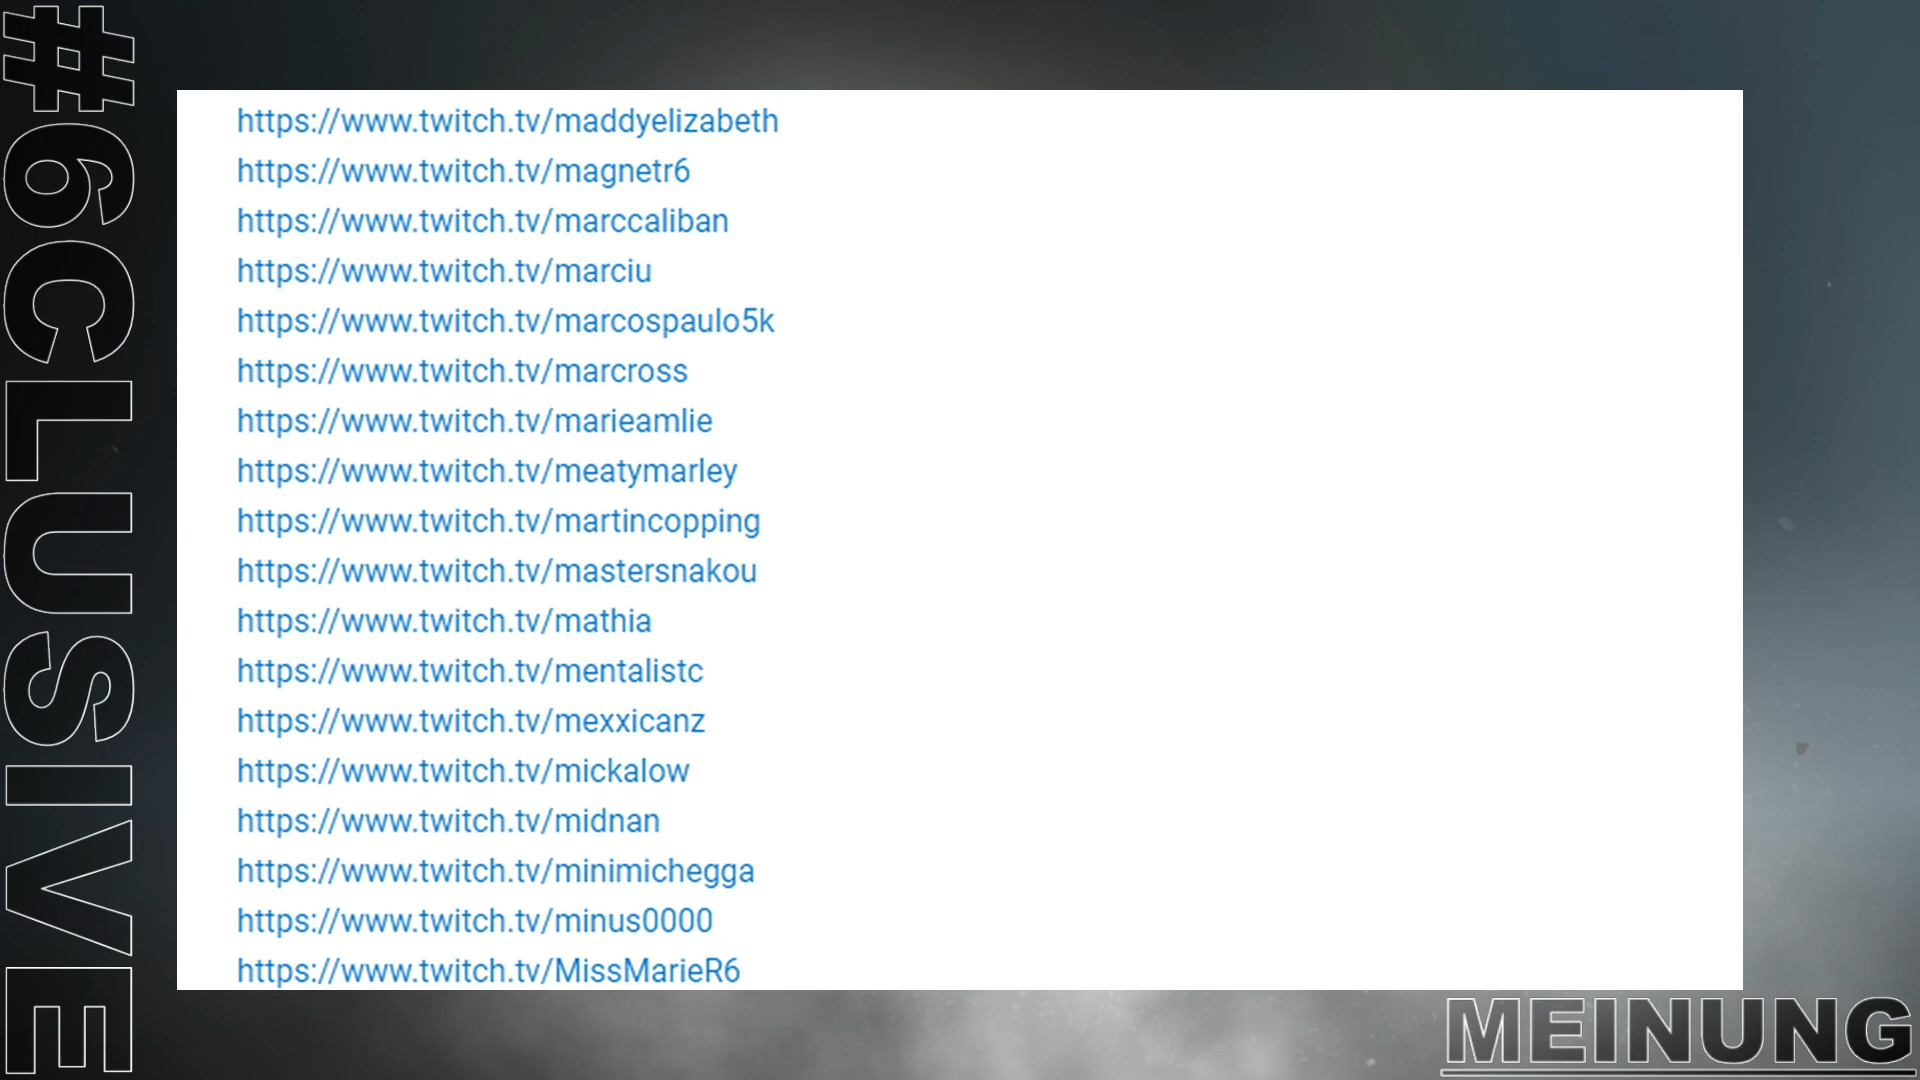 #6CLUSIVE
https://www.twitch.tv/maddyelizabeth
https://www.twitch.tv/magnetr6
https://www.twitch.tv/marccaliban
https://www.twitch.tv/marciu
https://www.twitch.tv/marcospaulo5k
https://www.twitch.tv/marcross
https://www.twitch.tv/marieamlie
https://www.twitch.tv/meatymarley
https://www.twitch.tv/martincopping
https://www.twitch.tv/mastersnakou
https://www.twitch.tv/mathia
https://www.twitch.tv/mentalistc
https://www.twitch.tv/mexxicanz
https://www.twitch.tv/mickalow
https://www.twitch.tv/midnan
https://www.twitch.tv/minimichegga
https://www.twitch.tv/minus0000
https://www.twitch.tv/MissMarieR6
MEINUNG